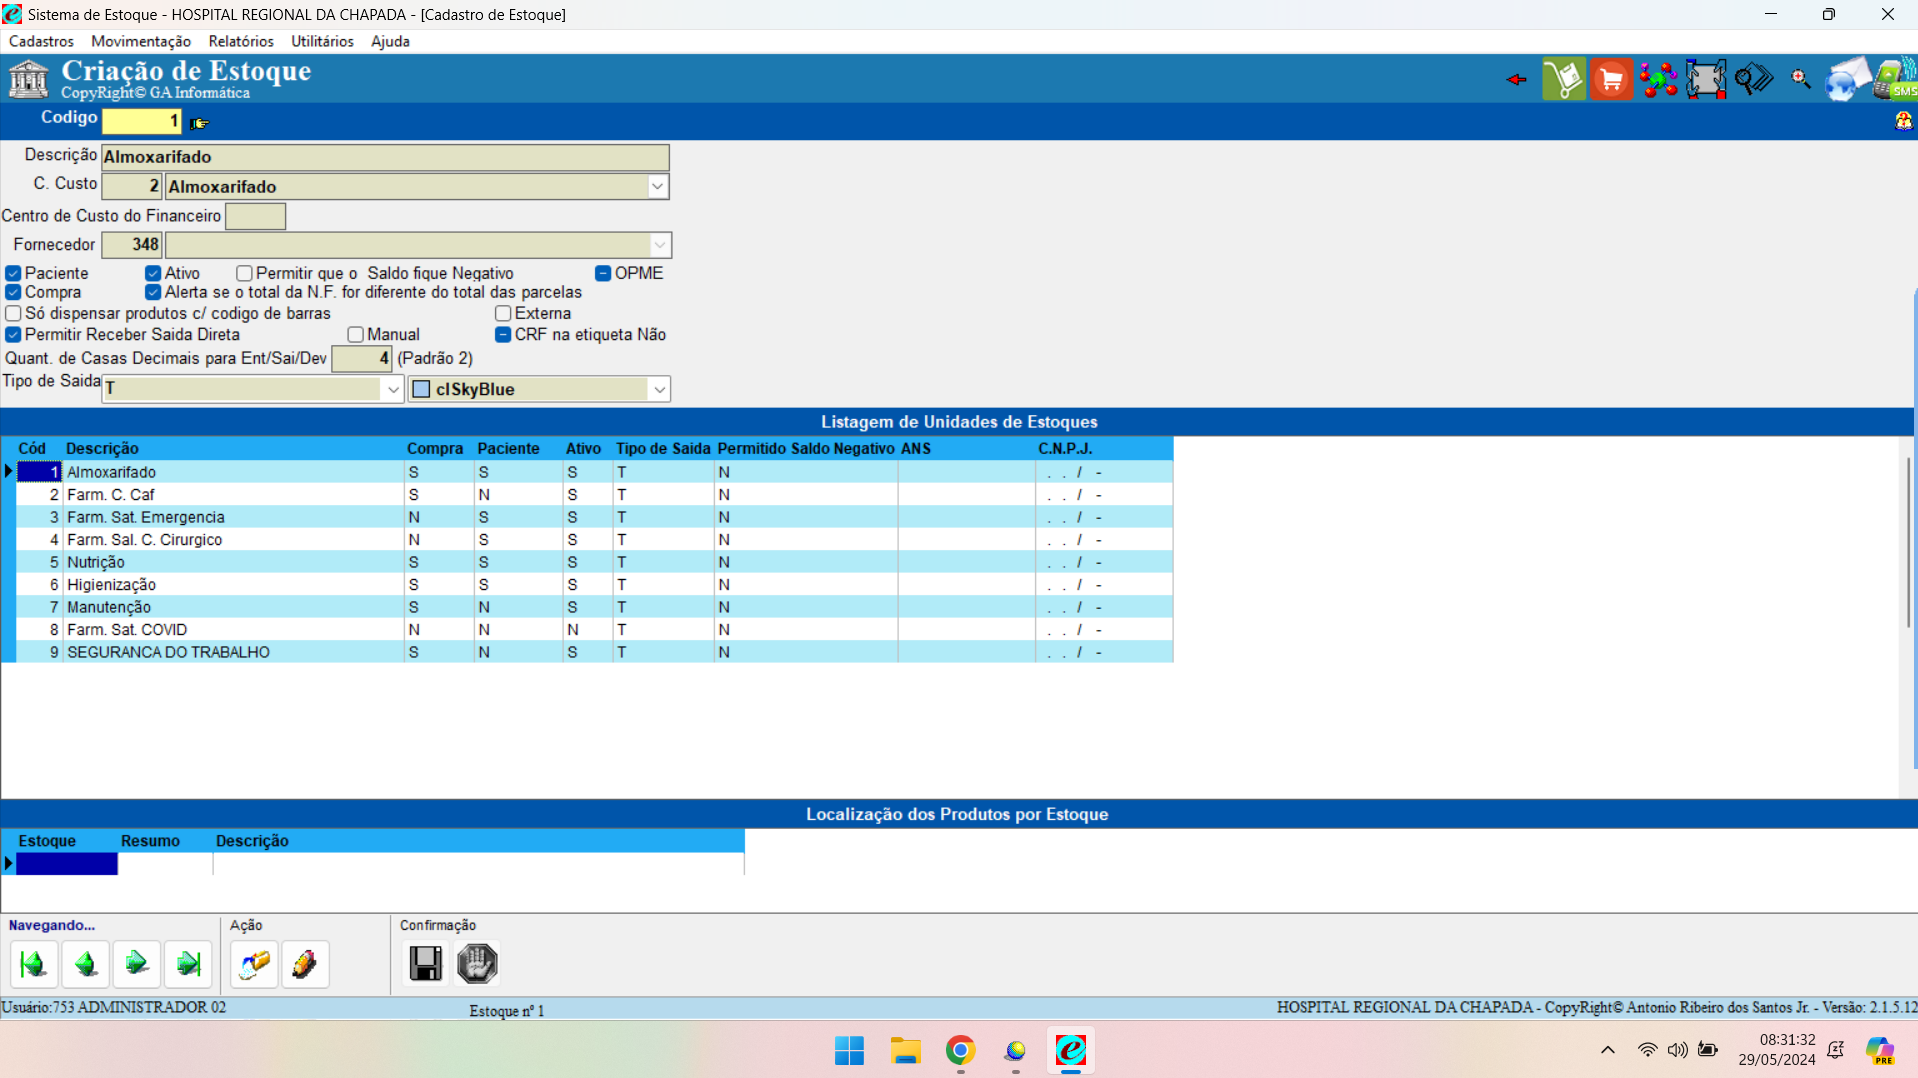 Sistema de Estoque - HOSPITAL REGIONAL DA CHAPADA - [Cadastro de Estoque]
Cadastros Movimentação Relatórios Utilitários Ajuda
Criação de Estoque
CopyRight© GA Informática
SMS
Codigo 1
Descrição Almoxarifado
C. Custo 2 Almoxarifado
Centro de Custo do Financeiro
Fornecedor 348
Paciente Ativo Permitir que o Saldo fique Negativo OPME
Compra Alerta se o total da N.F. for diferente do total das parcelas
Só dispensar produtos c/ codigo de barras Externa
Permitir Receber Saida Direta Manual CRF na etiqueta Não
Quant. de Casas Decimais para Ent/Sai/Dev 4 (Padrão 2)
Tipo de Saida T clSkyBlue
Listagem de Unidades de Estoques
Cód Descrição Compra Paciente Ativo Tipo de Saida Permitido Saldo Negativo ANS C.N.P.J.
1 Almoxarifado S S S T N . . / -
2 Farm. C. Caf S N S T N . . / -
3 Farm. Sat. Emergencia N S S T N . . / -
4 Farm. Sal. C. Cirurgico N S S T N . . / -
5 Nutrição S S S T N . . / -
6 Higienização S S S T N . . / -
7 Manutenção S N S T N . . / -
8 Farm. Sat. COVID N N N T N . . / -
9 SEGURANCA DO TRABALHO S N S T N . . / -
Localização dos Produtos por Estoque
Estoque Resumo Descrição
Navegando... Ação Confirmação
Usuário:753 ADMINISTRADOR 02 Estoque nº 1 HOSPITAL REGIONAL DA CHAPADA - CopyRight© Antonio Ribeiro dos Santos Jr. - Versão: 2.1.5.12
08:31:32
29/05/2024
PRE